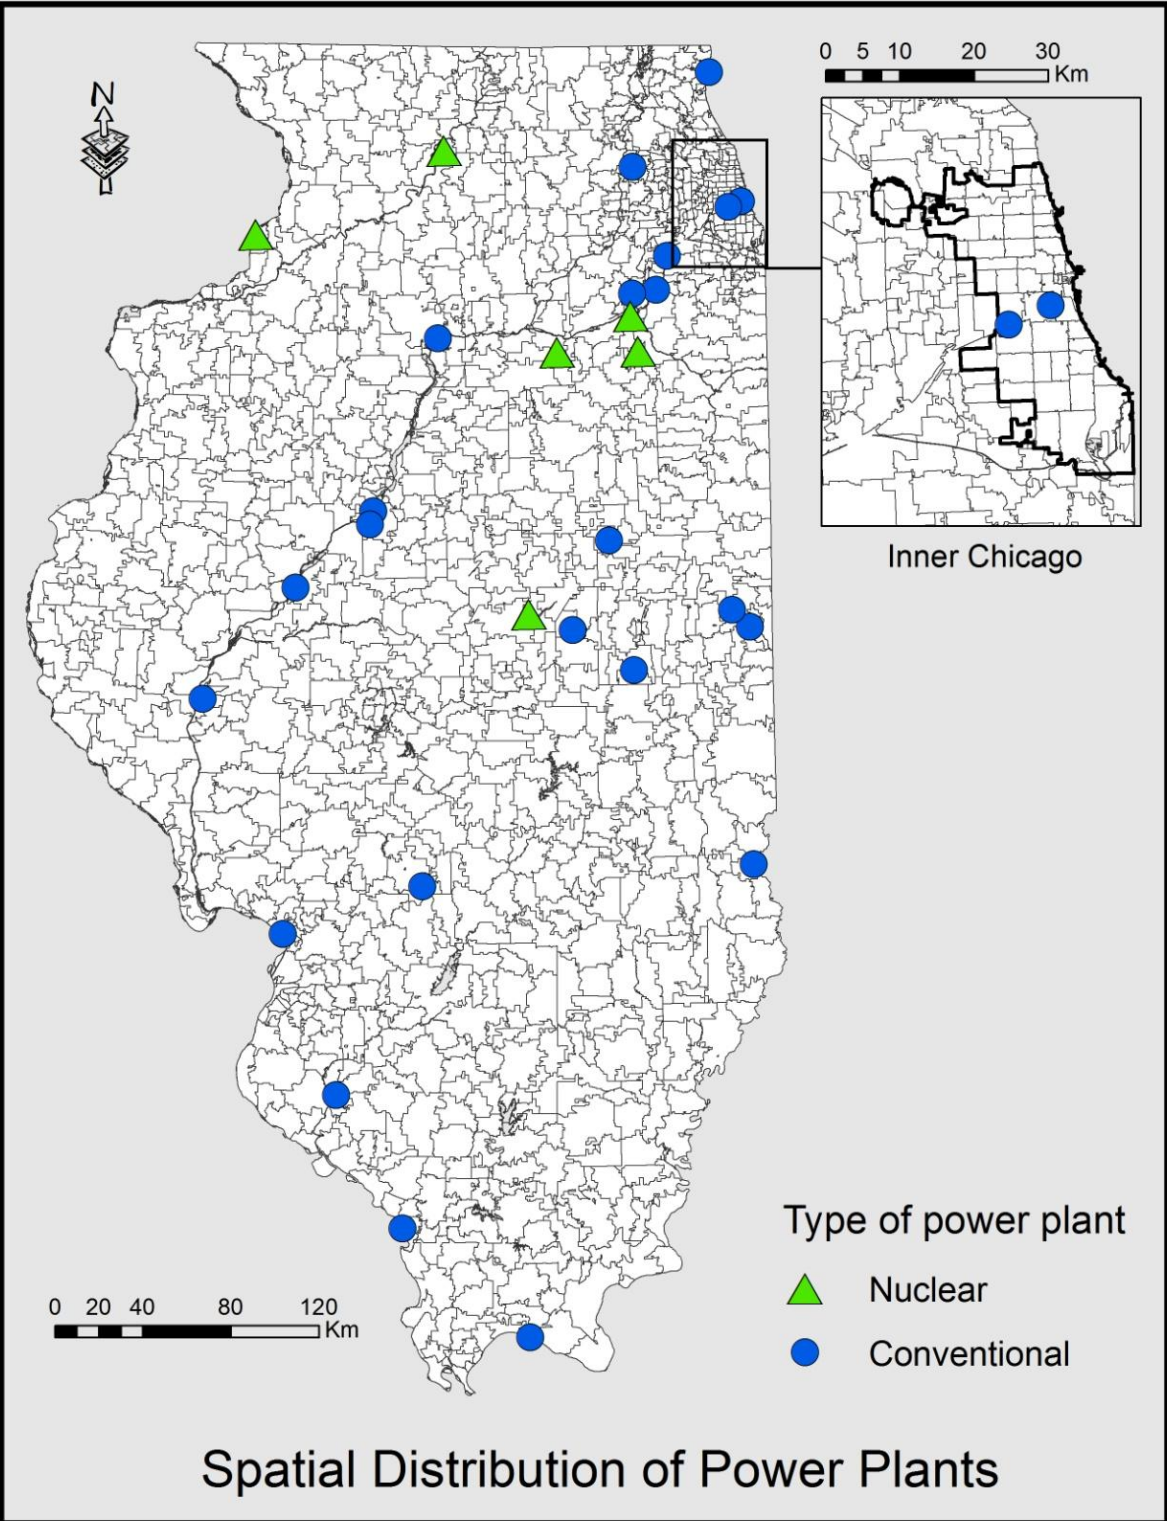 N
0 5 10 20 30
Km
Inner Chicago
Type of power plant
Nuclear
Conventional
0 20 40 80 120
Km
Spatial Distribution of Power Plants